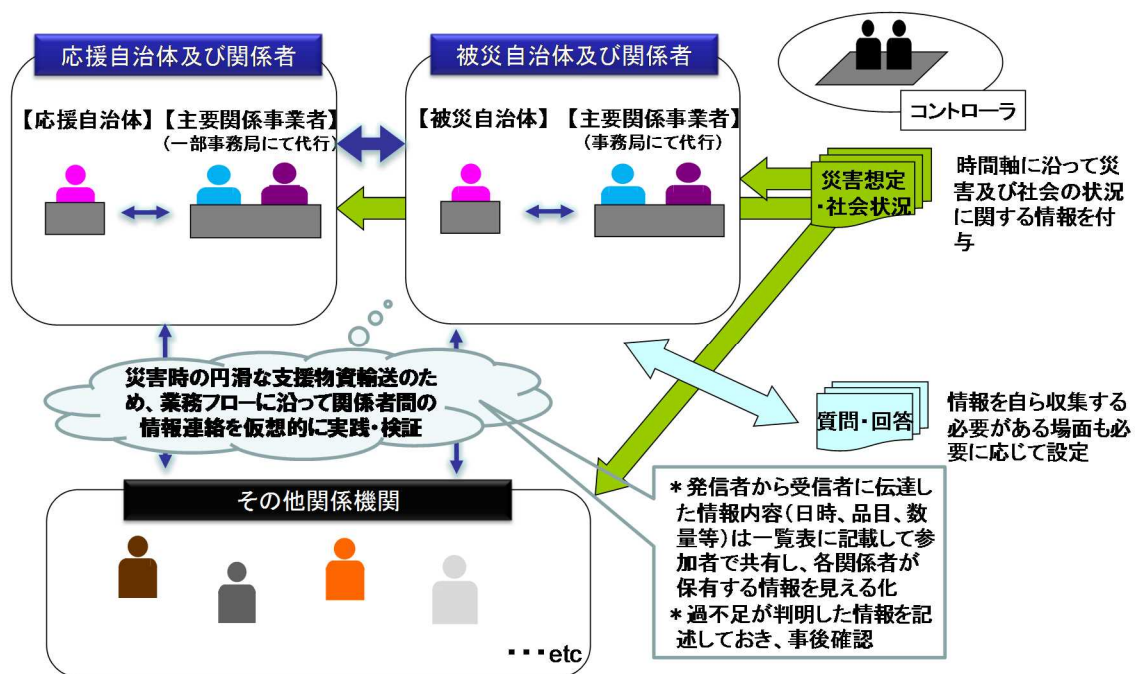 応援自治体及び関係者
【応援自治体】
【主要関係事業者】
(一部事務局にて代行)
被災自治体及び関係者
【被災自治体】
【主要関係事業者】
(事務局にて代行)
コントローラ
災害想定
・社会状況
時間軸に沿って災
害及び社会の状況
に関する情報を付
与
災害時の円滑な支援物資輸送のた
め、業務フローに沿って関係者間の
情報連絡を仮想的に実践・検証
質問・回答
情報を自ら収集する
必要がある場面も必
要に応じて設定
その他関係機関
・・・etc
*発信者から受信者に伝達し
た情報内容(日時、品目、数
量等)は一覧表に記載して参
加者で共有し、各関係者が
保有する情報を見える化
*過不足が判明した情報を記
述しておき、事後確認